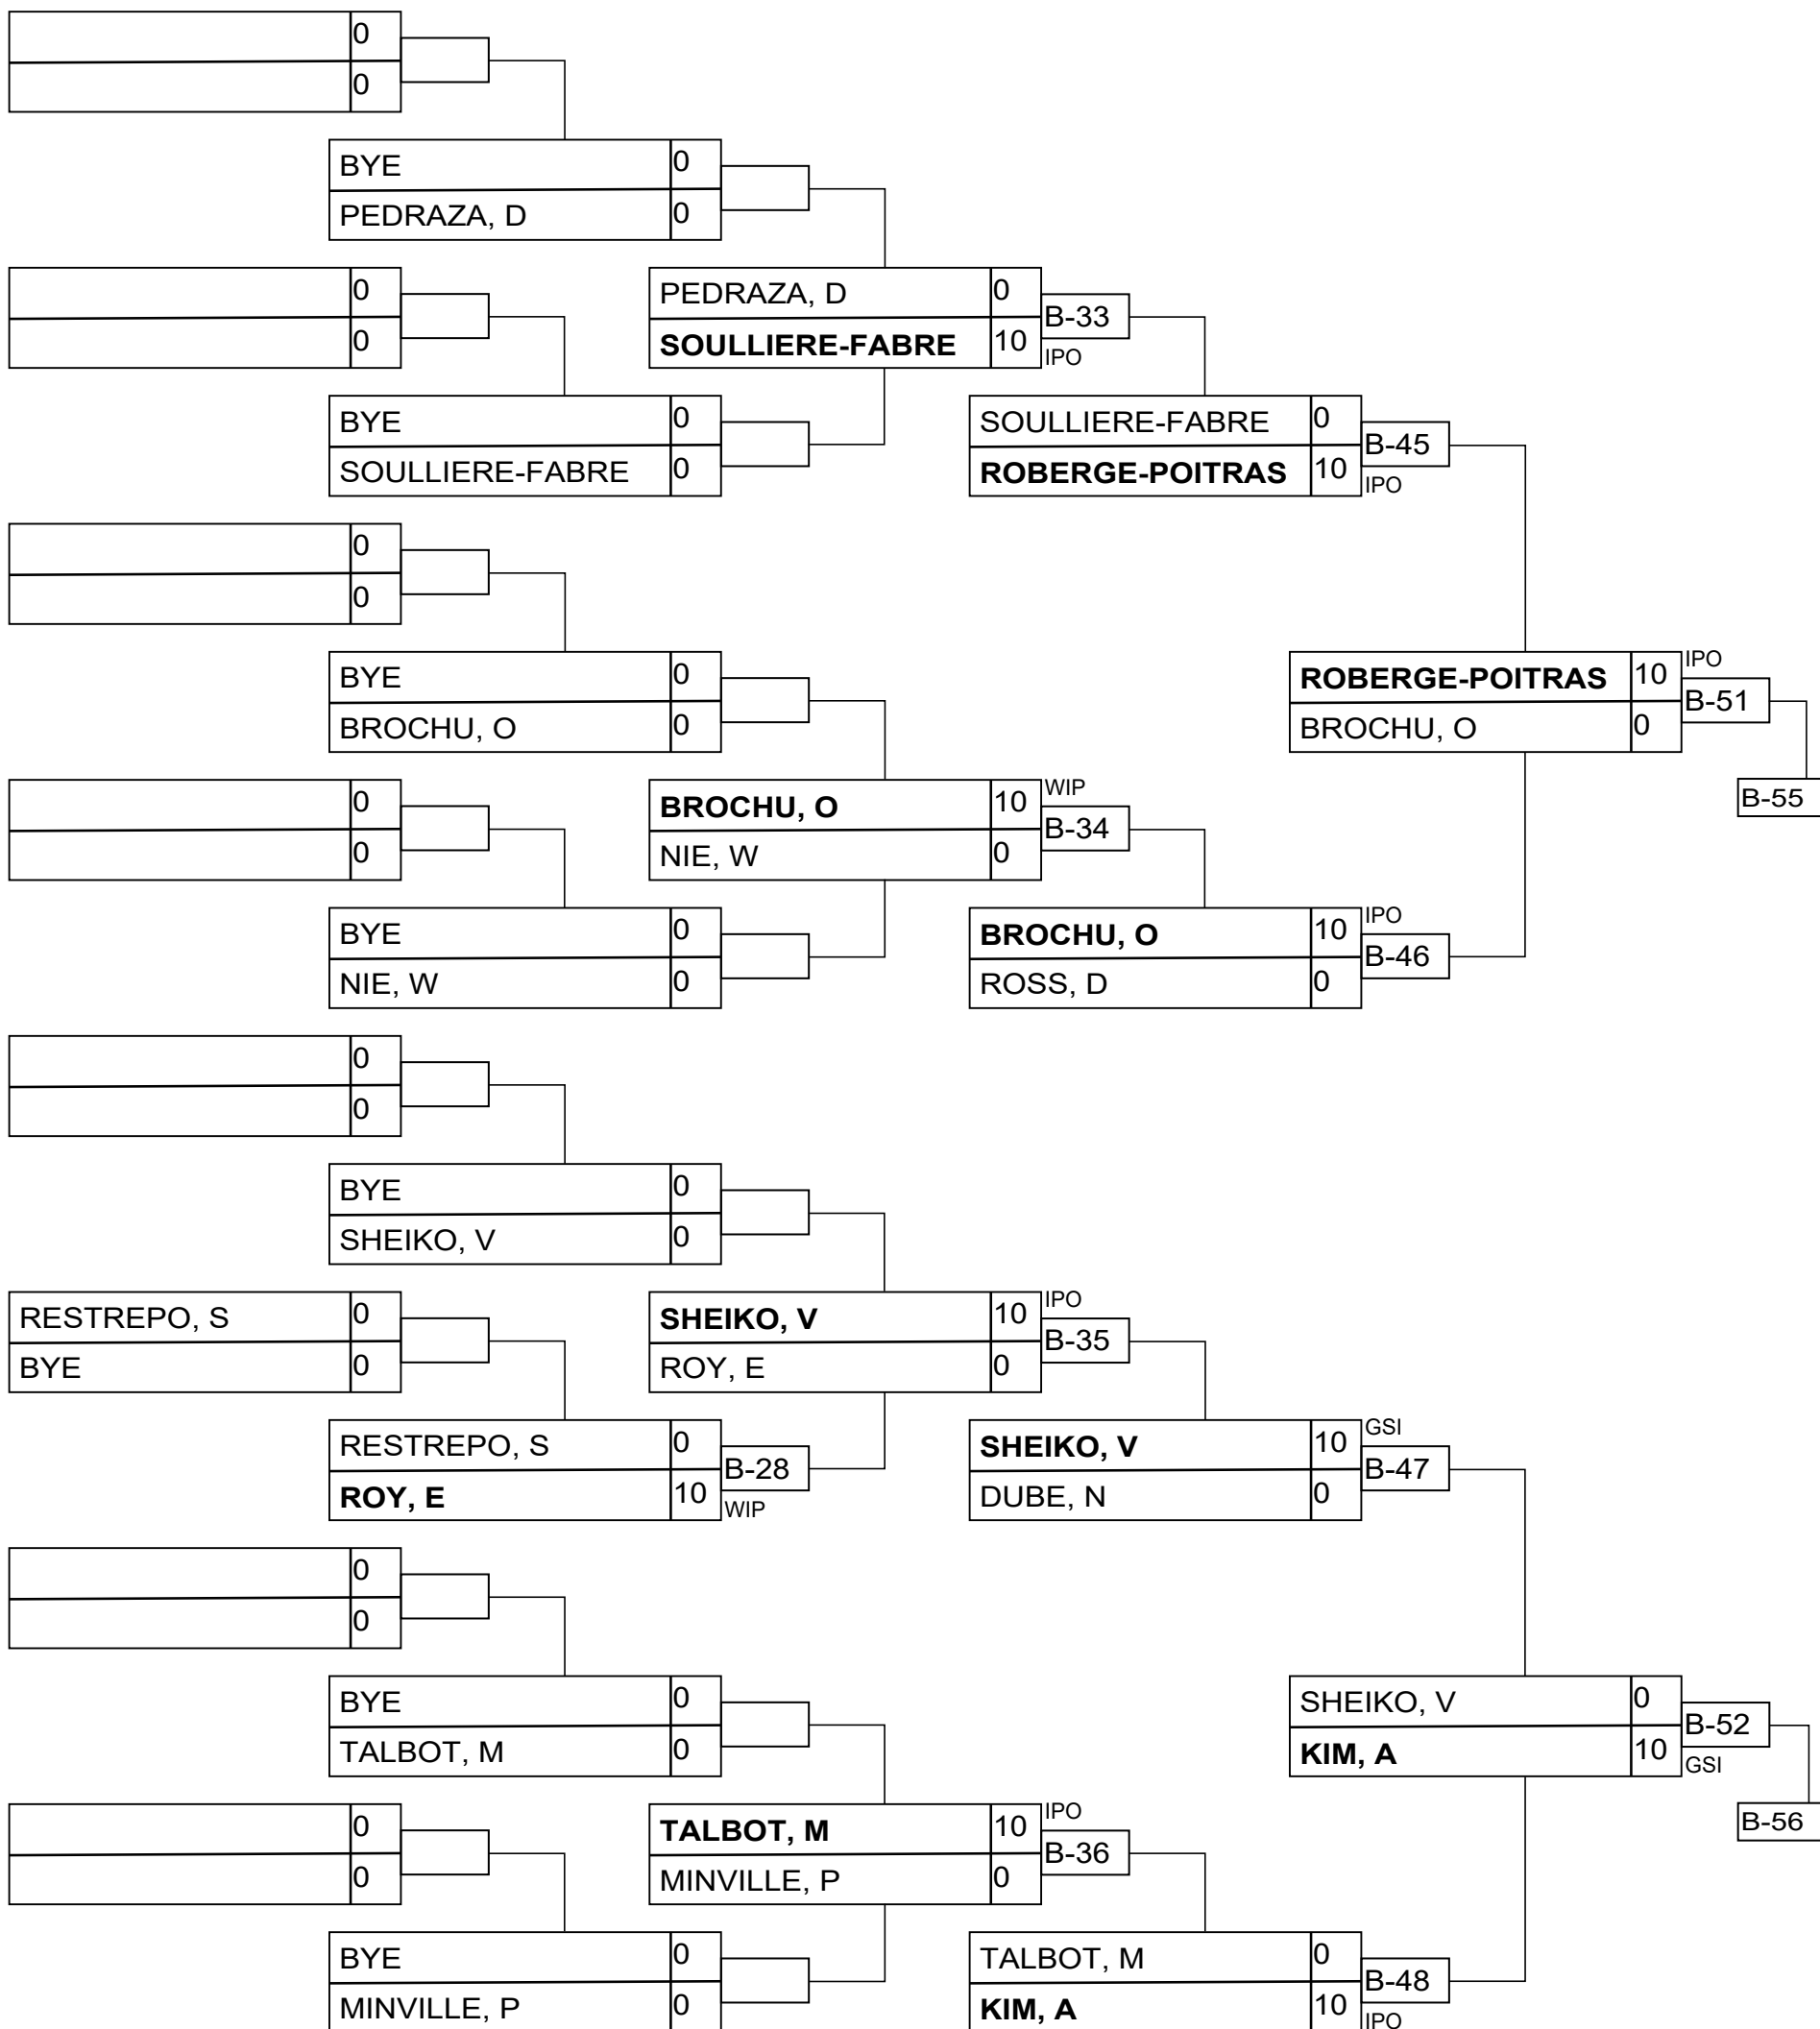 0
0
BYE 0
PEDRAZA, D 0
0
0
PEDRAZA, D 0
B-33
SOULLIERE-FABRE 10
IPO
BYE 0
SOULLIERE-FABRE 0
SOULLIERE-FABRE 0
B-45
ROBERGE-POITRAS 10
IPO
0
0
BYE 0
BROCHU, O 0
ROBERGE-POITRAS 10
IPO
B-51
BROCHU, O 0
B-55
0
0
BROCHU, O 10
WIP
B-34
NIE, W 0
BYE 0
NIE, W 0
BROCHU, O 10
IPO
B-46
ROSS, D 0
0
0
BYE 0
SHEIKO, V 0
RESTREPO, S 0
BYE 0
SHEIKO, V 10
IPO
B-35
ROY, E 0
RESTREPO, S 0
B-28
ROY, E 10
WIP
SHEIKO, V 10
GSI
B-47
DUBE, N 0
0
0
BYE 0
TALBOT, M 0
SHEIKO, V 0
B-52
KIM, A 10
GSI
B-56
0
0
TALBOT, M 10
IPO
B-36
MINVILLE, P 0
BYE 0
MINVILLE, P 0
TALBOT, M 0
B-48
KIM, A 10
IPO